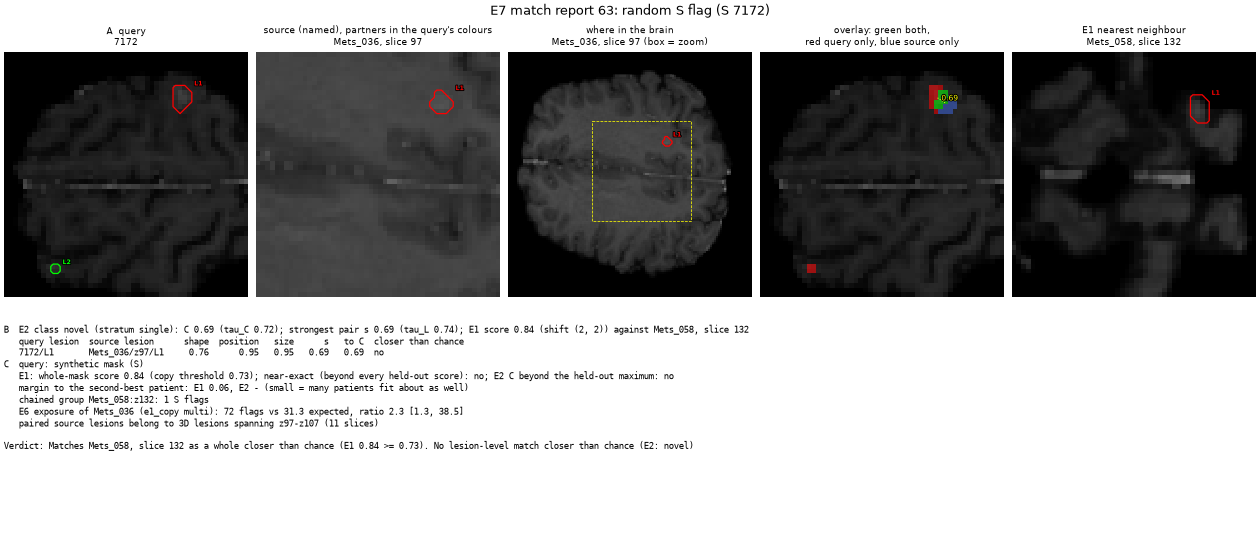 E7 match report 63: random S flag (S 7172)
A query
7172
source (named), partners in the query's colours
Mets_036, slice 97
where in the brain
Mets_036, slice 97 (box = zoom)
overlay: green both,
red query only, blue source only
E1 nearest neighbour
Mets_058, slice 132
L1
L2
L1
L1
0.69
L1
B E2 class novel (stratum single): C 0.69 (tau_C 0.72); strongest pair s 0.69 (tau_L 0.74); E1 score 0.84 (shift (2, 2)) against Mets_058, slice 132
query lesion source lesion shape position size s to C closer than chance
7172/L1 Mets_036/z97/L1 0.76 0.95 0.95 0.69 0.69 no
C query: synthetic mask (S)
E1: whole-mask score 0.84 (copy threshold 0.73); near-exact (beyond every held-out score): no; E2 C beyond the held-out maximum: no
margin to the second-best patient: E1 0.06, E2 - (small = many patients fit about as well)
chained group Mets_058:z132: 1 S flags
E6 exposure of Mets_036 (e1_copy multi): 72 flags vs 31.3 expected, ratio 2.3 [1.3, 38.5]
paired source lesions belong to 3D lesions spanning z97-z107 (11 slices)
Verdict: Matches Mets_058, slice 132 as a whole closer than chance (E1 0.84 >= 0.73). No lesion-level match closer than chance (E2: novel)